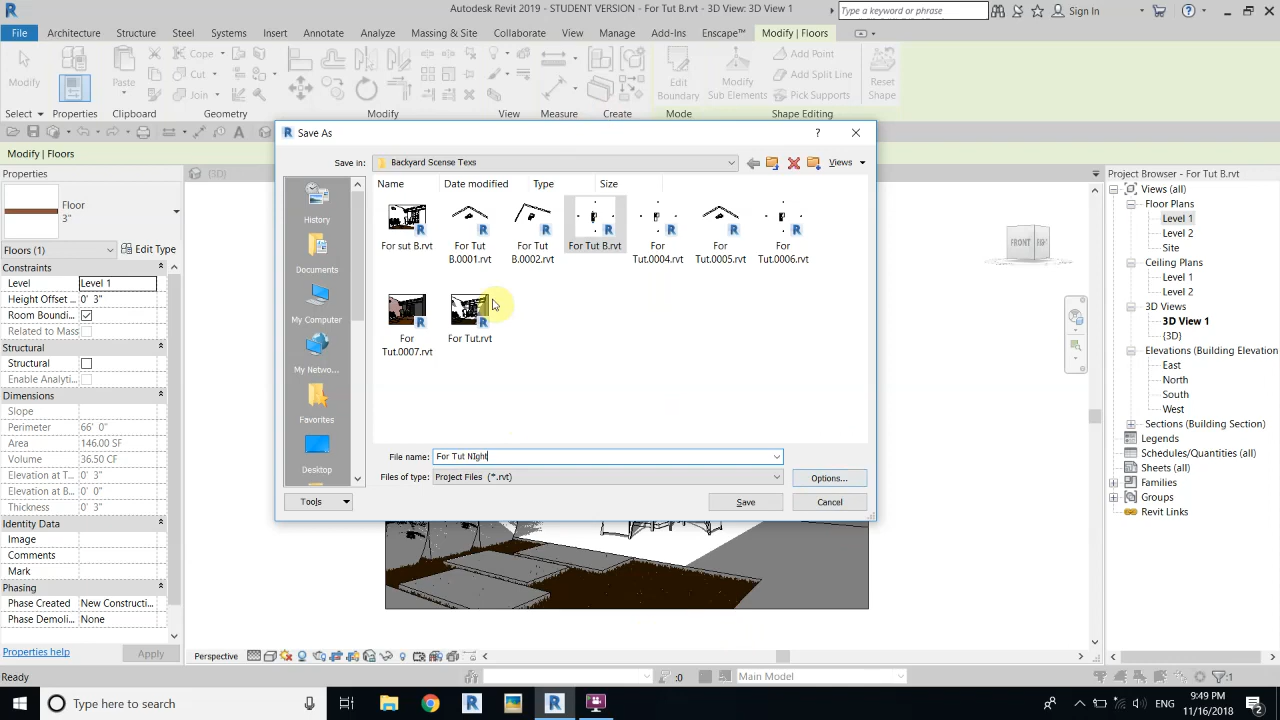 Autodesk Revit 2019 - STUDENT VERSION - For Tut B.rvt - 3D View: 3D View 1
Type a keyword or phrase
Sign In
File Architecture Structure Steel Systems Insert Annotate Analyze Massing & Site Collaborate View Manage Add-Ins Enscape™ Modify | Floors
Modify
Paste
Cope
Cut
Join
Edit
Boundary
Modify
Sub Elements
Add Point
Add Split Line
Pick Supports
Reset
Shape
Select Properties Clipboard Geometry Modify View Measure Create Mode Shape Editing
Modify | Floors
Properties
Floor
3"
Floors (1)
Edit Type
Constraints
Level Level 1
Height Offset ... 0' 3"
Room Boundi...
Related to Mass
Structural
Structural
Enable Analyti...
Dimensions
Slope
Perimeter 66' 0"
Area 146.00 SF
Volume 36.50 CF
Elevation at T... 0' 3"
Elevation at B... 0' 0"
Thickness 0' 3"
Identity Data
Image
Comments
Mark
Phasing
Phase Created New Constructi...
Phase Demoli... None
Properties help
Apply
{3D}
Save As
?
Save in: Backyard Scense Texs
Views
History
Documents
My Computer
My Netwo...
Favorites
Desktop
Name Date modified Type Size
For sut B.rvt
For Tut
B.0001.rvt
For Tut
B.0002.rvt
For Tut B.rvt
For
Tut.0004.rvt
For
Tut.0005.rvt
For
Tut.0006.rvt
For
Tut.0007.rvt
For Tut.rvt
File name: For Tut NIght
Files of type: Project Files (*.rvt)
Options...
Tools
Save
Cancel
FRONT
Project Browser - For Tut B.rvt
Views (all)
Floor Plans
Level 1
Level 2
Site
Ceiling Plans
Level 1
Level 2
3D Views
3D View 1
{3D}
Elevations (Building Elevation
East
North
South
West
Sections (Building Section)
Legends
Schedules/Quantities (all)
Sheets (all)
Families
Groups
Revit Links
Perspective
Ready
:0
Main Model
:1
Type here to search
ENG
9:49 PM
11/16/2018
2